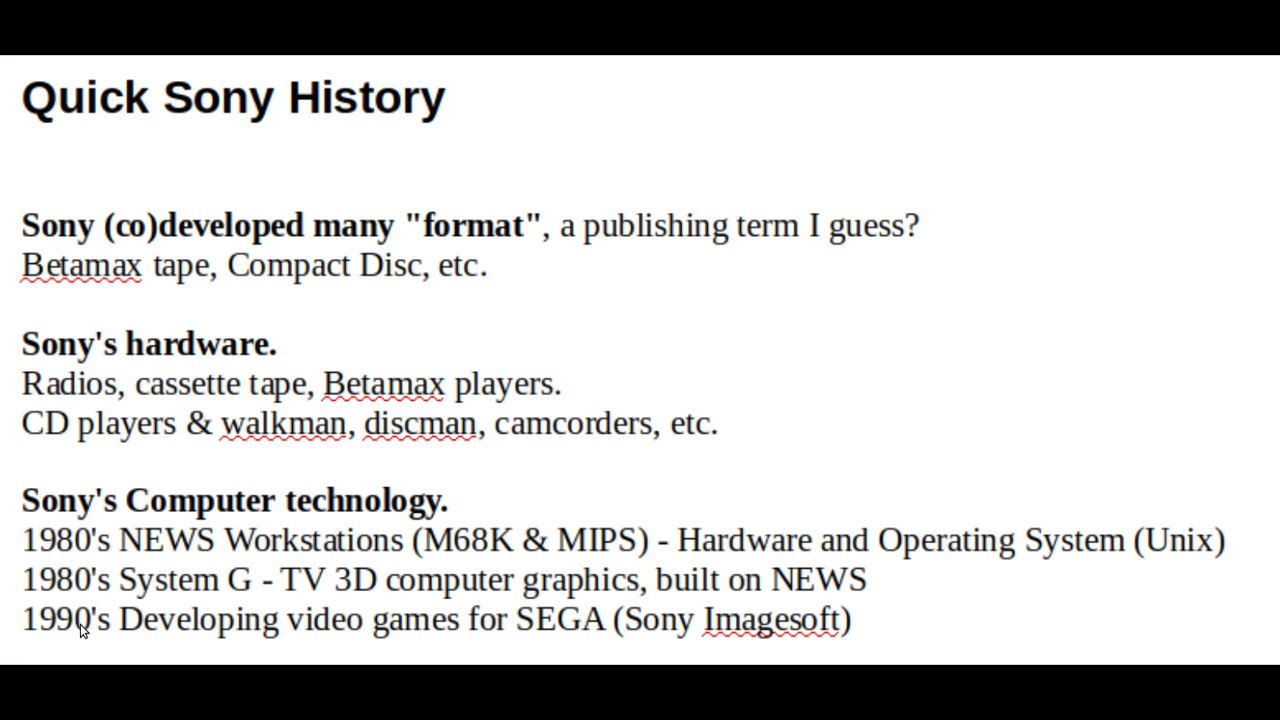 Quick Sony History
Sony (co)developed many "format", a publishing term I guess?
Betamax tape, Compact Disc, etc.
Sony's hardware.
Radios, cassette tape, Betamax players.
CD players & walkman, discman, camcorders, etc.
Sony's Computer technology.
1980's NEWS Workstations (M68K & MIPS) - Hardware and Operating System (Unix)
1980's System G - TV 3D computer graphics, built on NEWS
1990's Developing video games for SEGA (Sony Imagesoft)